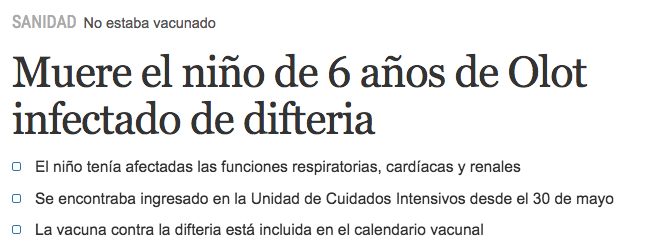 SANIDAD No estaba vacunado
Muere el niño de 6 años de Olot
infectado de difteria
El niño tenía afectadas las funciones respiratorias, cardíacas y renales
Se encontraba ingresado en la Unidad de Cuidados Intensivos desde el 30 de mayo
La vacuna contra la difteria está incluida en el calendario vacunal